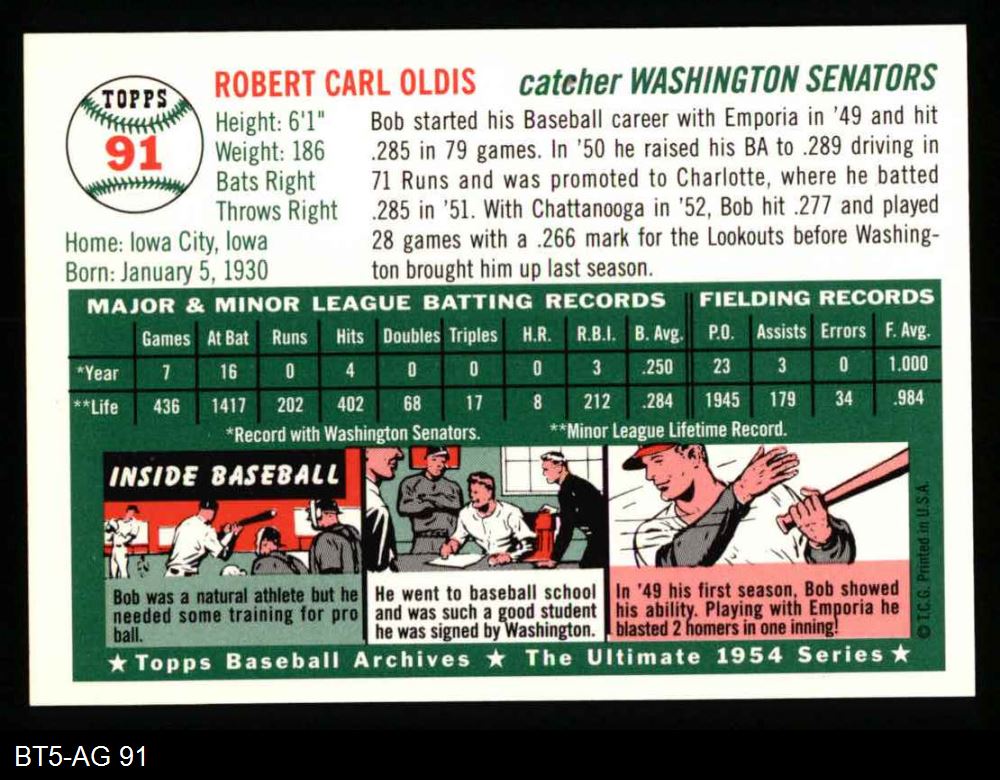 TOPPS
91
ROBERT CARL OLDIS
catcher WASHINGTON SENATORS
Height: 6'1"
Weight: 186
Bats Right
Throws Right
Home: Iowa City, Iowa
Born: January 5, 1930
Bob started his Baseball career with Emporia in '49 and hit
.285 in 79 games. In '50 he raised his BA to .289 driving in
71 Runs and was promoted to Charlotte, where he batted
.285 in '51. With Chattanooga in '52, Bob hit .277 and played
28 games with a .266 mark for the Lookouts before Washing-
ton brought him up last season.
MAJOR & MINOR LEAGUE BATTING RECORDS FIELDING RECORDS
Games At Bat Runs Hits Doubles Triples H.R. R.B.I. B. Avg. P.O. Assists Errors F. Avg.
*Year 7 16 0 4 0 0 0 3 .250 23 3 0 1.000
**Life 436 1417 202 402 68 17 8 212 .284 1945 179 34 .984
*Record with Washington Senators. **Minor League Lifetime Record.
INSIDE BASEBALL
Bob was a natural athlete but he
needed some training for pro
ball.
He went to baseball school
and was such a good student
he was signed by Washington.
In '49 his first season, Bob showed
his ability. Playing with Emporia he
blasted 2 homers in one inning!
© T.C.G. Printed in U.S.A.
★ Topps Baseball Archives ★ The Ultimate 1954 Series ★
BT5-AG 91